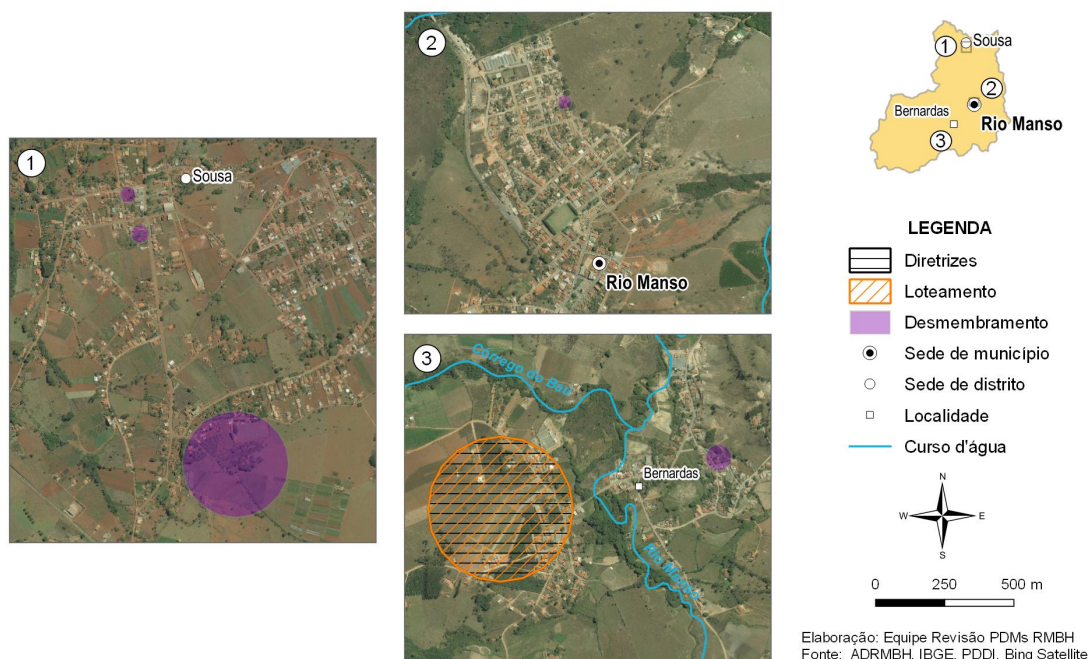 1
Sousa
2
Rio Manso
3
Córrego do Baú
Bernardas
Rio Manso
1
Sousa
2
Bernardas
Rio Manso
3
LEGENDA
Diretrizes
Loteamento
Desmembramento
Sede de município
Sede de distrito
Localidade
Curso d'água
N
W
E
S
0 250 500 m
Elaboração: Equipe Revisão PDMs RMBH
Fonte: ADRMBH, IBGE, PDDI, Bing Satellite